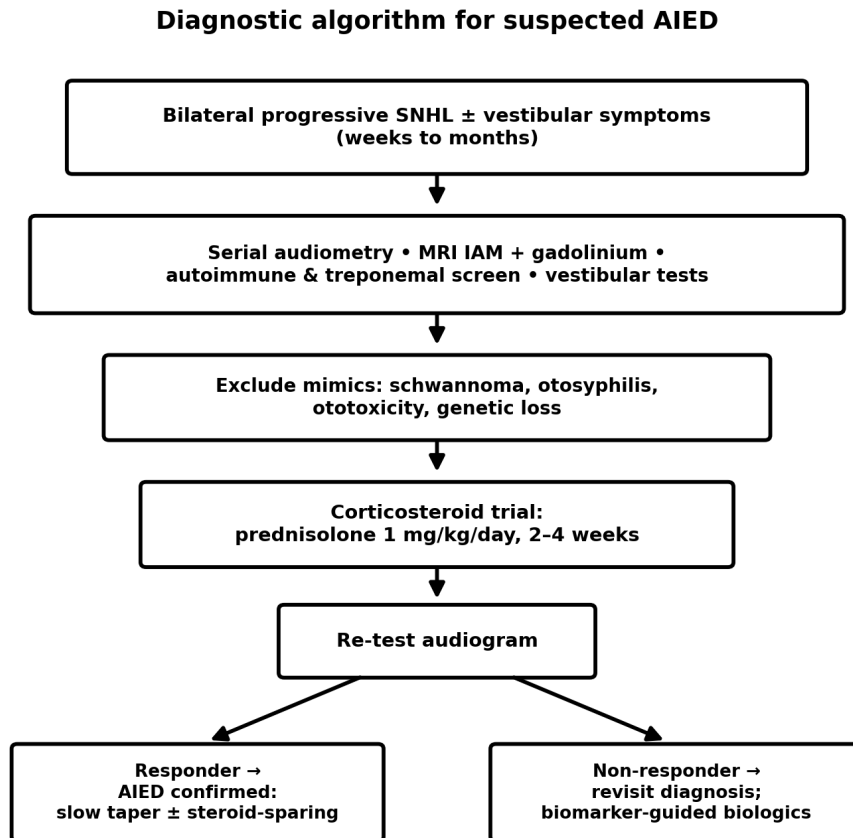 Diagnostic algorithm for suspected AIED
Bilateral progressive SNHL ± vestibular symptoms
(weeks to months)
Serial audiometry • MRI IAM + gadolinium •
autoimmune & treponemal screen • vestibular tests
Exclude mimics: schwannoma, otosyphilis,
ototoxicity, genetic loss
Corticosteroid trial:
prednisolone 1 mg/kg/day, 2–4 weeks
Re-test audiogram
Responder →
AIED confirmed:
slow taper ± steroid-sparing
Non-responder →
revisit diagnosis;
biomarker-guided biologics